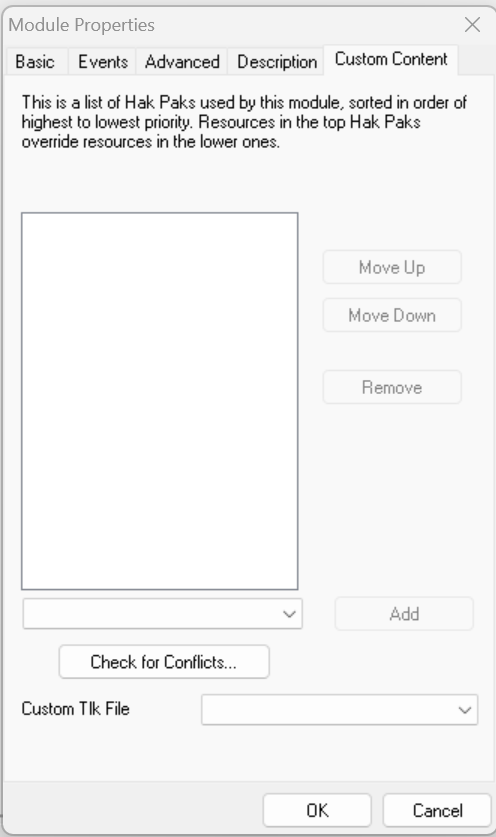 Module Properties
Basic Events Advanced Description Custom Content
This is a list of Hak Paks used by this module, sorted in order of
highest to lowest priority. Resources in the top Hak Paks
override resources in the lower ones.
Move Up
Move Down
Remove
Add
Check for Conflicts...
Custom Tlk File
OK Cancel